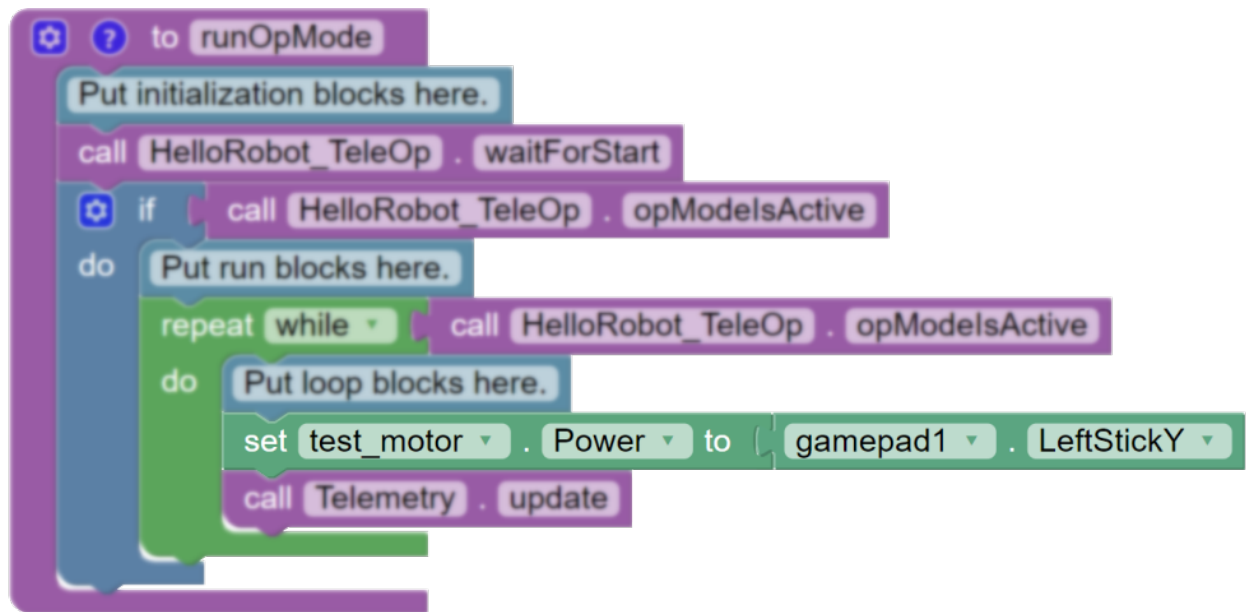 to runOpMode
Put initialization blocks here.
call HelloRobot_TeleOp . waitForStart
if call HelloRobot_TeleOp . opModeIsActive
do Put run blocks here.
repeat while call HelloRobot_TeleOp . opModeIsActive
do Put loop blocks here.
set test_motor . Power to gamepad1 . LeftStickY
call Telemetry . update